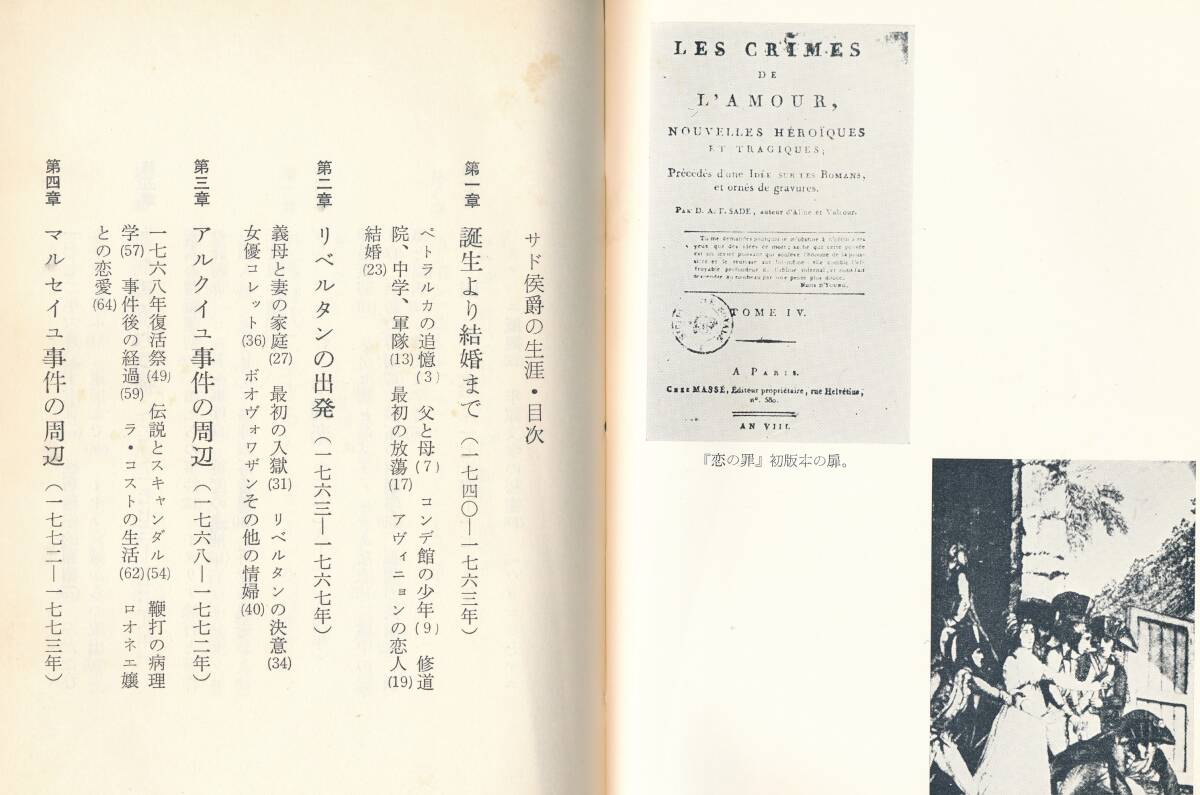 サド侯爵の生涯・目次
第一章 誕生より結婚まで（一七四〇—一七六三年）
ペトラルカの追憶(3) 父と母(7) コンデ館の少年(9) 修道
院、中学、軍隊(13) 最初の放蕩(17) アヴィニョンの恋人(19)
結婚(23)
第二章 リベルタンの出発（一七六三—一七六七年）
義母と妻の家庭(27) 最初の入獄(31) リベルタンの決意(34)
女優コレット(36) ボオヴォワザンその他の情婦(40)
第三章 アルクイュ事件の周辺（一七六八—一七七二年）
一七六八年復活祭(49) 伝説とスキャンダル(54) 鞭打の病理
学(57) 事件後の経過(59) ラ・コストの生活(62) ロオネエ嬢
との恋愛(64)
第四章 マルセイユ事件の周辺（一七七二—一七七三年）
LES CRIMES
DE
L'AMOUR,
NOUVELLES HÉROÏQUES
ET TRAGIQUES;
Précédés d'une IDÉE SUR LES ROMANS,
et ornés de gravures.
PAR D. A. F. SADE, auteur d'Aline et Valcour.
TOME IV.
A PARIS,
CHEZ MASSÉ, Éditeur propriétaire, rue Helvétius,
n°. 580.
AN VIII.
『恋の罪』初版本の扉。